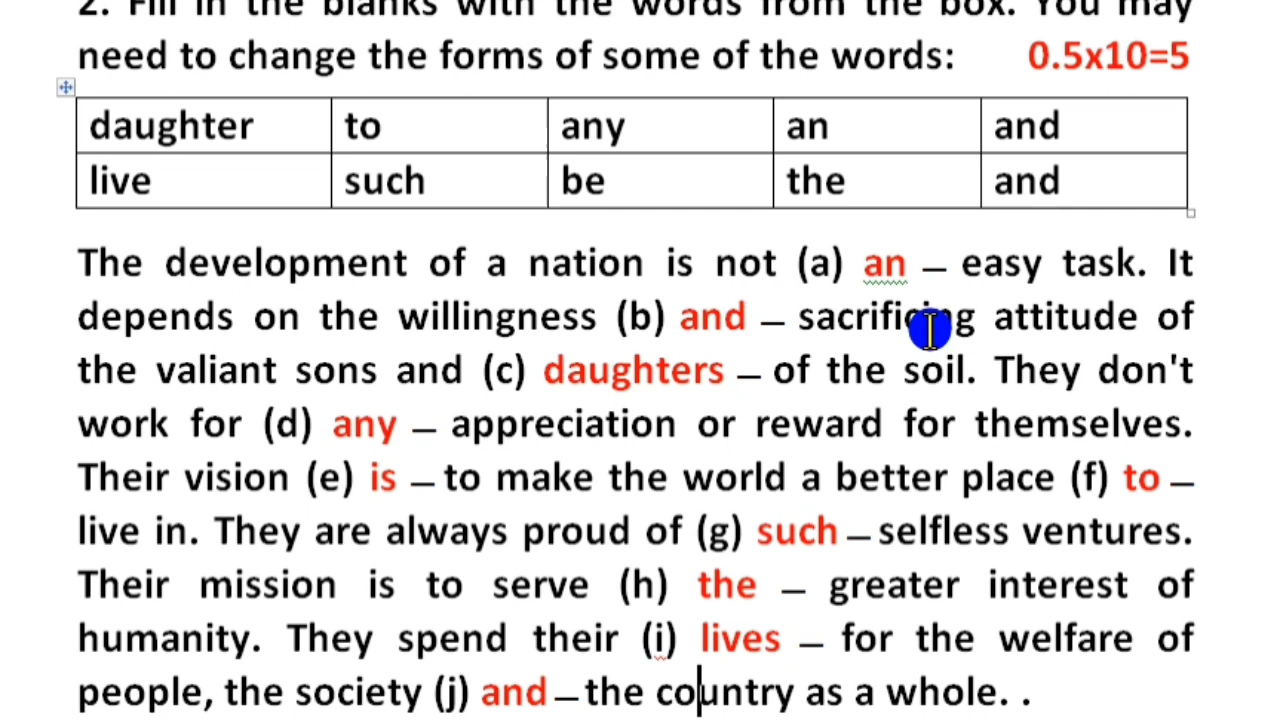 2. Fill in the blanks with the words from the box. You may
need to change the forms of some of the words: 0.5x10=5
daughter to any an and
live such be the and
The development of a nation is not (a) an – easy task. It
depends on the willingness (b) and – sacrificing attitude of
the valiant sons and (c) daughters – of the soil. They don't
work for (d) any – appreciation or reward for themselves.
Their vision (e) is – to make the world a better place (f) to –
live in. They are always proud of (g) such – selfless ventures.
Their mission is to serve (h) the – greater interest of
humanity. They spend their (i) lives – for the welfare of
people, the society (j) and – the country as a whole. .